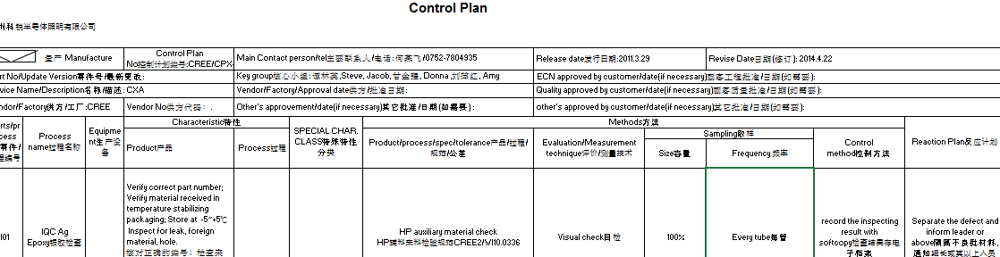 Control Plan
州科锐半导体照明有限公司
量产 Manufacture
Control Plan
No控制计划编号:CREE/CPX-
Main Contact person/tel主要联系人/电话:何燕飞/0752-7804935
Release date发行日期:2011.3.29
Revise Date日期(修订): 2014.4.22
rt No/Update Version零件号/最新更改:
Key group核心小组:谭林英,Steve, Jacob,甘金强, Donna,刘萍红, Amy
ECN approved by customer/date(if necessary)顾客工程批准/日期(如需要):
vice Name/Description名称/描述: CXA
Vendor/Factory/Approval date供方/批准日期:
Quality approved by customer/date(if necessary)顾客质量批准/日期(如需要):
ndor/Factory供方/工厂:CREE
Vendor No供方代码:.
Other's approvement/date(if necessary)其它批准/日期(如需要):
other's approved by customer/date(if necessary)其它批准/日期(如需要):
rts/pr
cess
零件/
程编号
Process
name过程名称
Equipme
nt生产设
备
Characteristic特性
Product产品
Process过程
SPECIAL CHAR.
CLASS特殊特性
分类
Methods方法
Product/process/spec/tolerance产品/过程/
规范/公差
Evaluation/Measurement
technique评价/测量技术
Sampling取样
Size容量
Frequency 频率
Control
method控制方法
Reaction Plan反应计划
I01
IQC Ag
Epoxy银胶检查
Verify correct part number;
Verify material received in
temperature stabilizing
packaging; Store at -5~+5℃
Inspect for leak, foreign
material, hole.
核对正确的编号; 检查来
HP auxiliary material check
HP辅料来料检验规范CREE2/WI10.0336
Visual check目检
100%
Every tube每管
record the inspecting
result with
softcopy检查结果存电
子档案
Separate the defect and
inform leader or
above隔离不良批材料,
通知组长或其以上人员